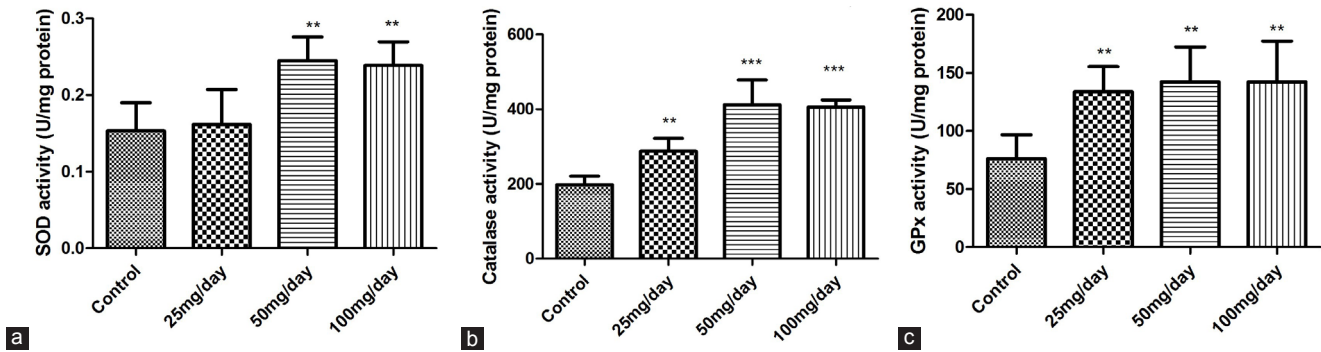 SOD activity (U/mg protein)
0.3
0.2
0.1
0.0
**
**
Control
25mg/day
50mg/day
100mg/day
a
Catalase activity (U/mg protein)
600
400
200
0
**
***
***
Control
25mg/day
50mg/day
100mg/day
b
GPx activity (U/mg protein)
200
150
100
50
0
**
**
**
Control
25mg/day
50mg/day
100mg/day
c